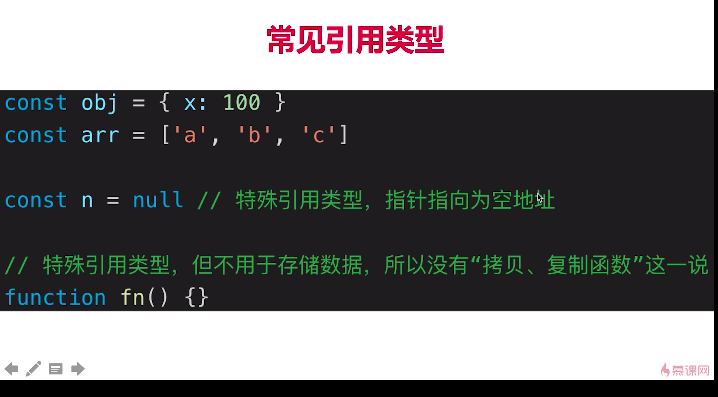 常见引用类型
const obj = { x: 100 }
const arr = ['a', 'b', 'c']
const n = null // 特殊引用类型，指针指向为空地址
// 特殊引用类型，但不用于存储数据，所以没有“拷贝、复制函数”这一说
function fn() {}
慕课网